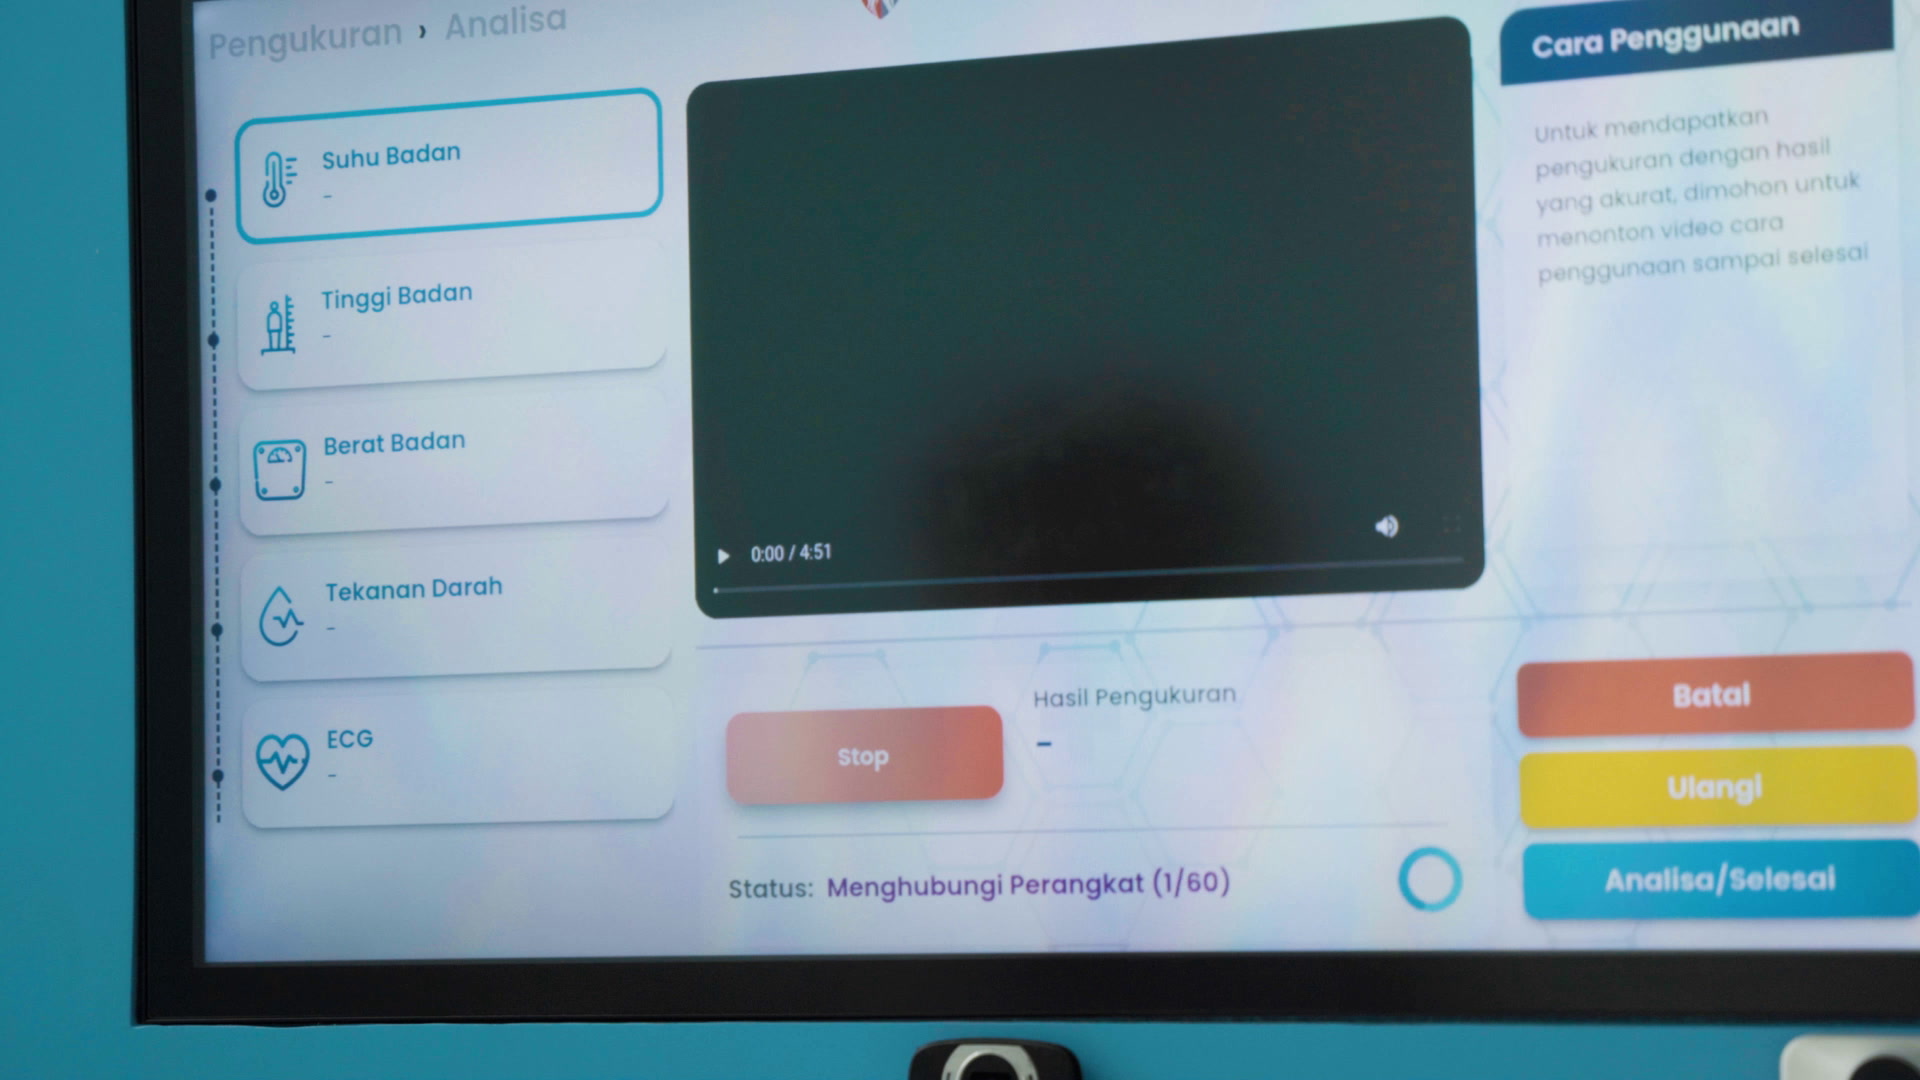 Pengukuran › Analisa
Suhu Badan
-
Tinggi Badan
-
Berat Badan
-
Tekanan Darah
-
ECG
-
0:00 / 4:51
Cara Penggunaan
Untuk mendapatkan
pengukuran dengan hasil
yang akurat, dimohon untuk
menonton video cara
penggunaan sampai selesai
Stop
Hasil Pengukuran
-
Status: Menghubungi Perangkat (1/60)
Batal
Ulangi
Analisa/Selesai